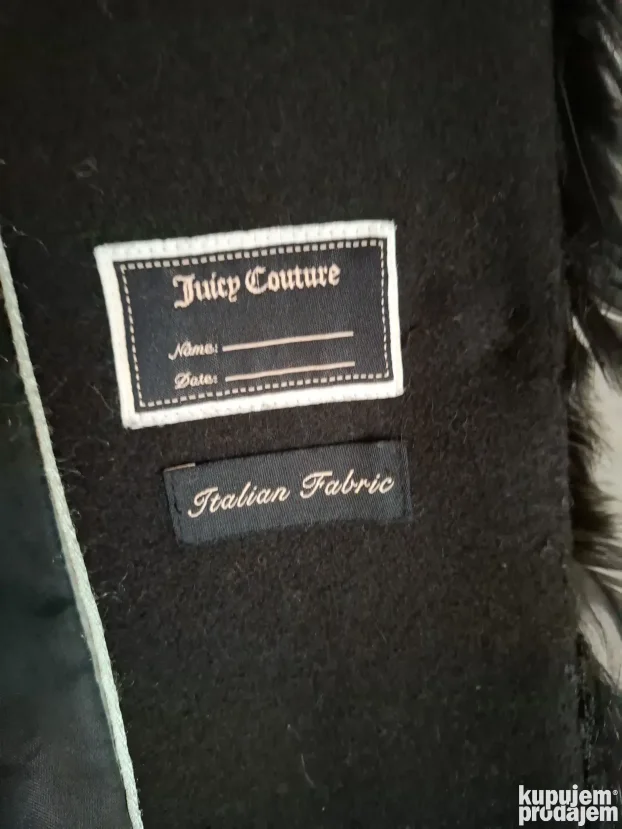 Juicy Couture
Name:
Date:
Italian Fabric
kupujem
prodajem